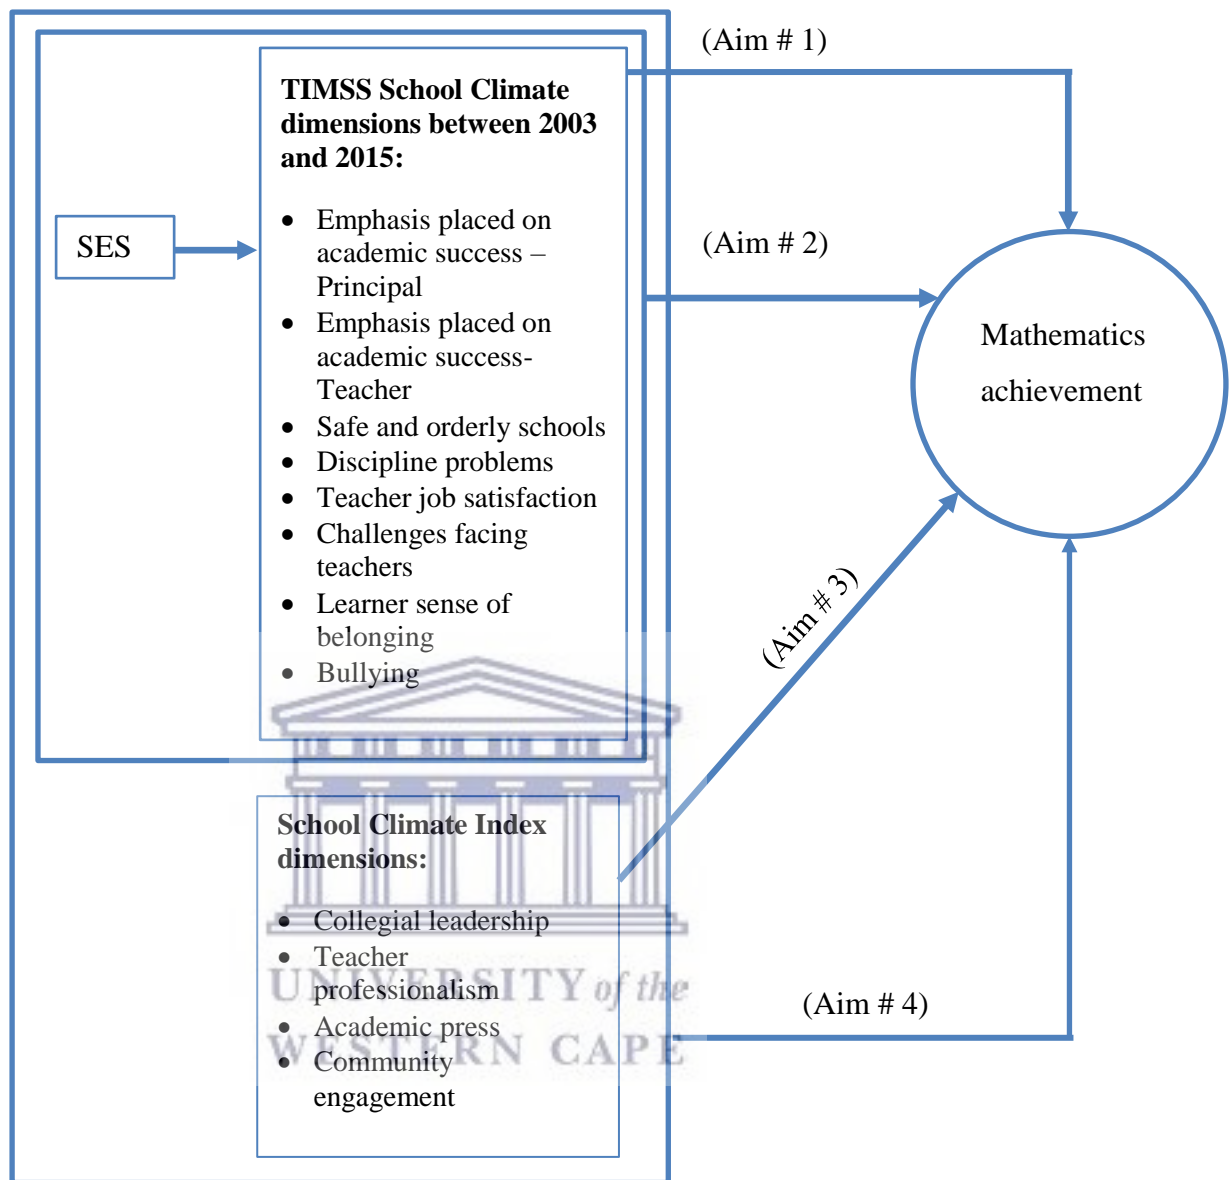 (Aim # 1)
TIMSS School Climate
dimensions between 2003
and 2015:
• Emphasis placed on
academic success –
Principal
• Emphasis placed on
academic success-
Teacher
• Safe and orderly schools
• Discipline problems
• Teacher job satisfaction
• Challenges facing
teachers
• Learner sense of
belonging
• Bullying
SES
(Aim # 2)
Mathematics
achievement
(Aim # 3)
School Climate Index
dimensions:
• Collegial leadership
• Teacher
professionalism
• Academic press
• Community
engagement
UNIVERSITY of the
WESTERN CAPE
(Aim # 4)